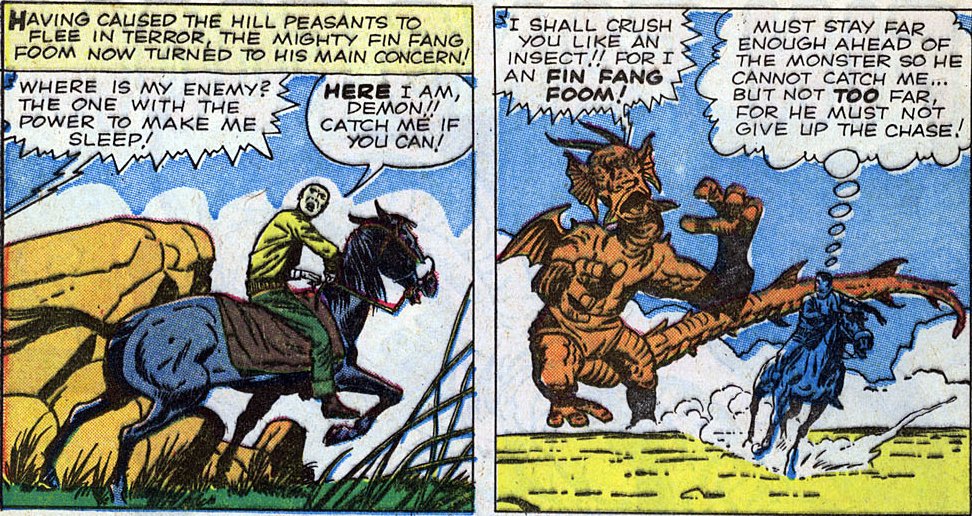 HAVING CAUSED THE HILL PEASANTS TO
FLEE IN TERROR, THE MIGHTY FIN FANG
FOOM NOW TURNED TO HIS MAIN CONCERN!
WHERE IS MY ENEMY?
THE ONE WITH THE
POWER TO MAKE ME
SLEEP!
HERE I AM,
DEMON!!
CATCH ME IF
YOU CAN!
I SHALL CRUSH
YOU LIKE AN
INSECT!! FOR I
AM FIN FANG
FOOM!
MUST STAY FAR
ENOUGH AHEAD OF
THE MONSTER SO HE
CANNOT CATCH ME...
BUT NOT TOO FAR,
FOR HE MUST NOT
GIVE UP THE CHASE!